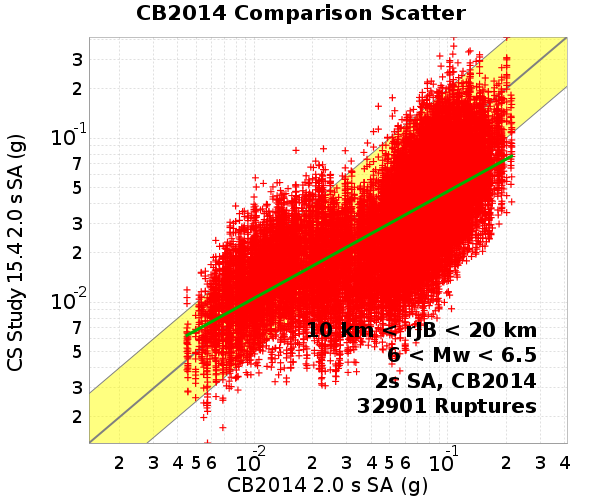 CB2014 Comparison Scatter
CS Study 15.4 2.0 s SA (g)
3
2
10-1
7
5
3
2
10-2
7
5
3
2
10 km < rJB < 20 km
6 < Mw < 6.5
2s SA, CB2014
32901 Ruptures
2 3 4 5 6 10-2 2 3 4 5 6 10-1 2 3 4
CB2014 2.0 s SA (g)